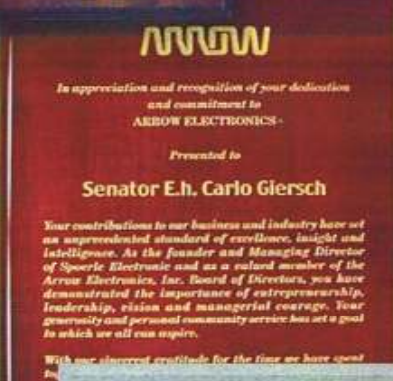 ARROW
In appreciation and recognition of your dedication
and commitment to
ARROW ELECTRONICS
Presented to
Senator E.h. Carlo Giersch
Your contributions to our business and industry have set
an unprecedented standard of excellence, insight and
intelligence. As the founder and Managing Director
of Spoerle Electronic and as a valued member of the
Arrow Electronics, Inc. Board of Directors, you have
demonstrated the importance of entrepreneurship,
leadership, vision and managerial courage. Your
generosity and personal community service has set a goal
to which we all can aspire.
With our sincerest gratitude for the time we have spent